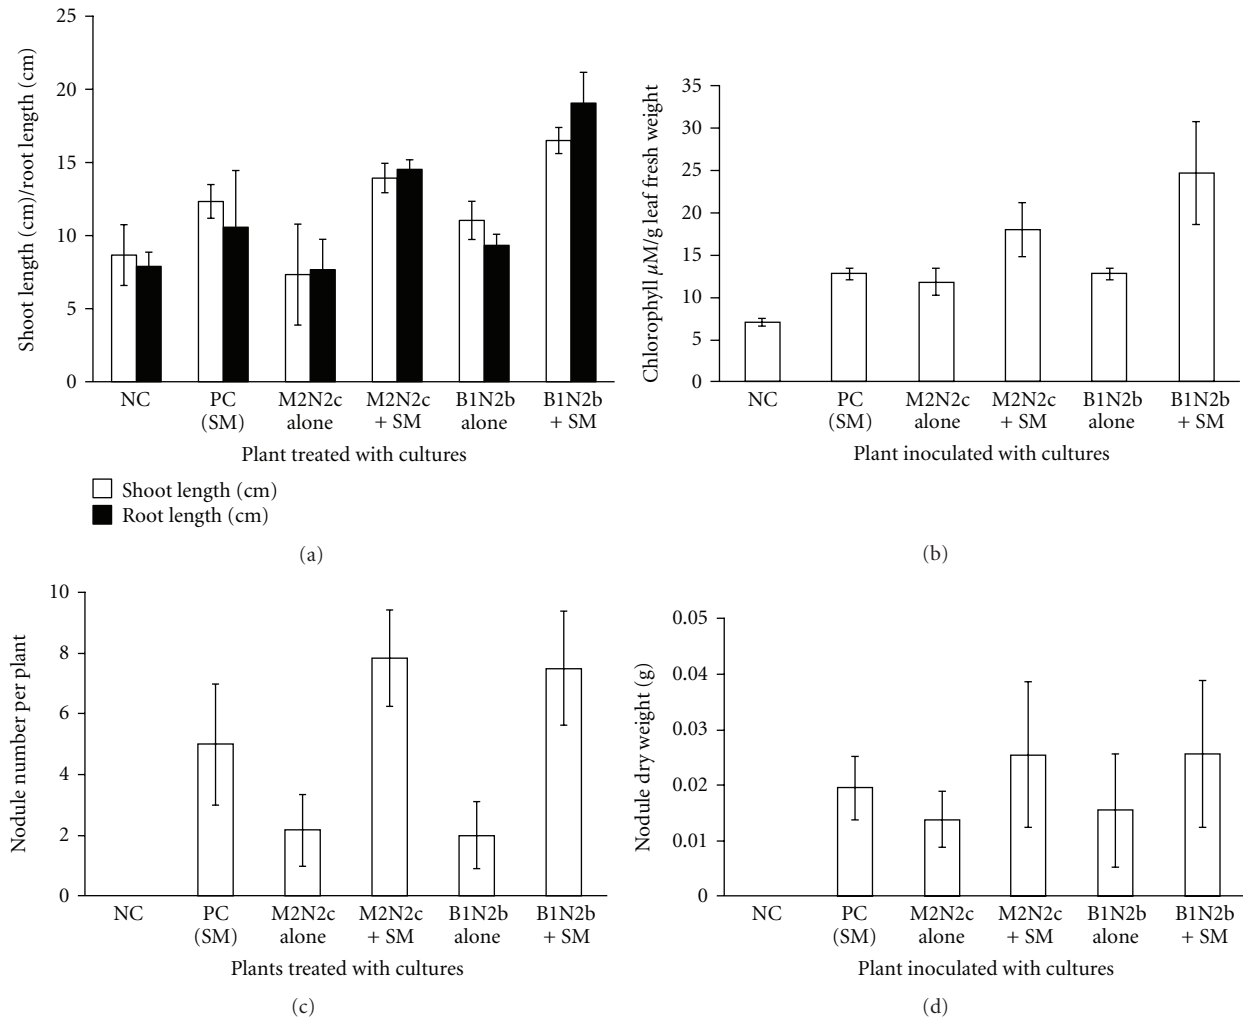 25
20
15
10
5
0
Shoot length (cm)/root length (cm)
NC
PC
(SM)
M2N2c
alone
M2N2c
+ SM
B1N2b
alone
B1N2b
+ SM
Plant treated with cultures
Shoot length (cm)
Root length (cm)
(a)
35
30
25
20
15
10
5
0
Chlorophyll μM/g leaf fresh weight
NC
PC
(SM)
M2N2c
alone
M2N2c
+ SM
B1N2b
alone
B1N2b
+ SM
Plant inoculated with cultures
(b)
10
8
6
4
2
0
Nodule number per plant
NC
PC
(SM)
M2N2c
alone
M2N2c
+ SM
B1N2b
alone
B1N2b
+ SM
Plants treated with cultures
(c)
0.05
0.04
0.03
0.02
0.01
0
Nodule dry weight (g)
NC
PC
(SM)
M2N2c
alone
M2N2c
+ SM
B1N2b
alone
B1N2b
+ SM
Plant inoculated with cultures
(d)